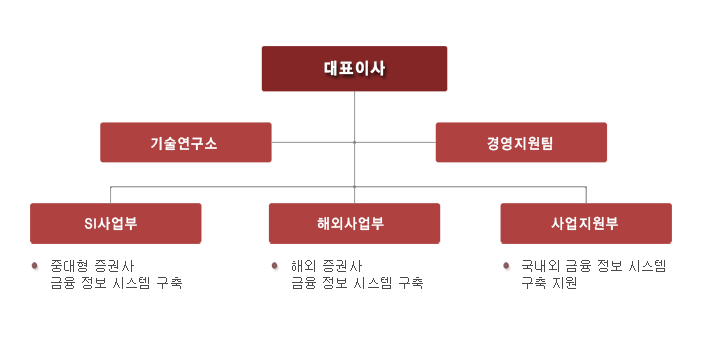 대표이사
기술연구소
경영지원팀
SI사업부
해외사업부
사업지원부
중대형 증권사
금융 정보 시스템 구축
해외 증권사
금융 정보 시스템 구축
국내외 금융 정보 시스템
구축 지원